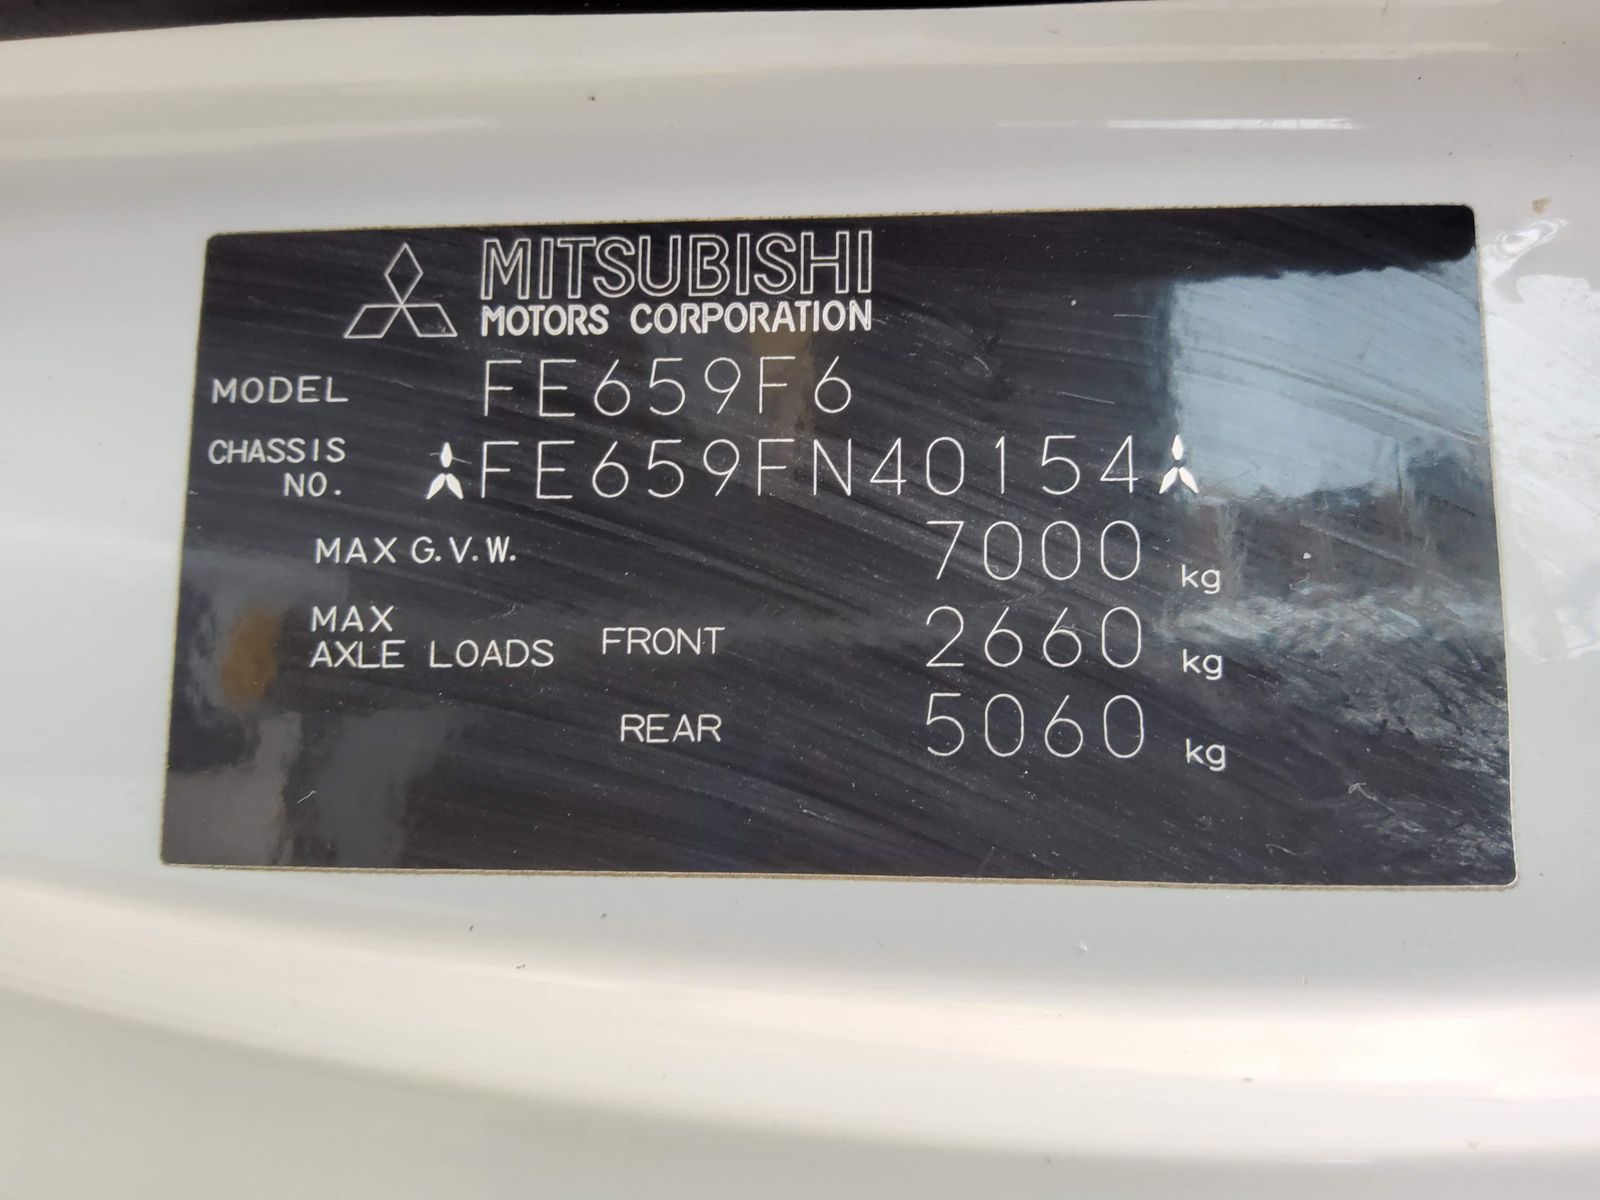 MITSUBISHI
MOTORS CORPORATION
MODEL FE659F6
CHASSIS
NO. FE659FN40154
MAX G.V.W. 7000 kg
MAX
AXLE LOADS FRONT 2660 kg
REAR 5060 kg